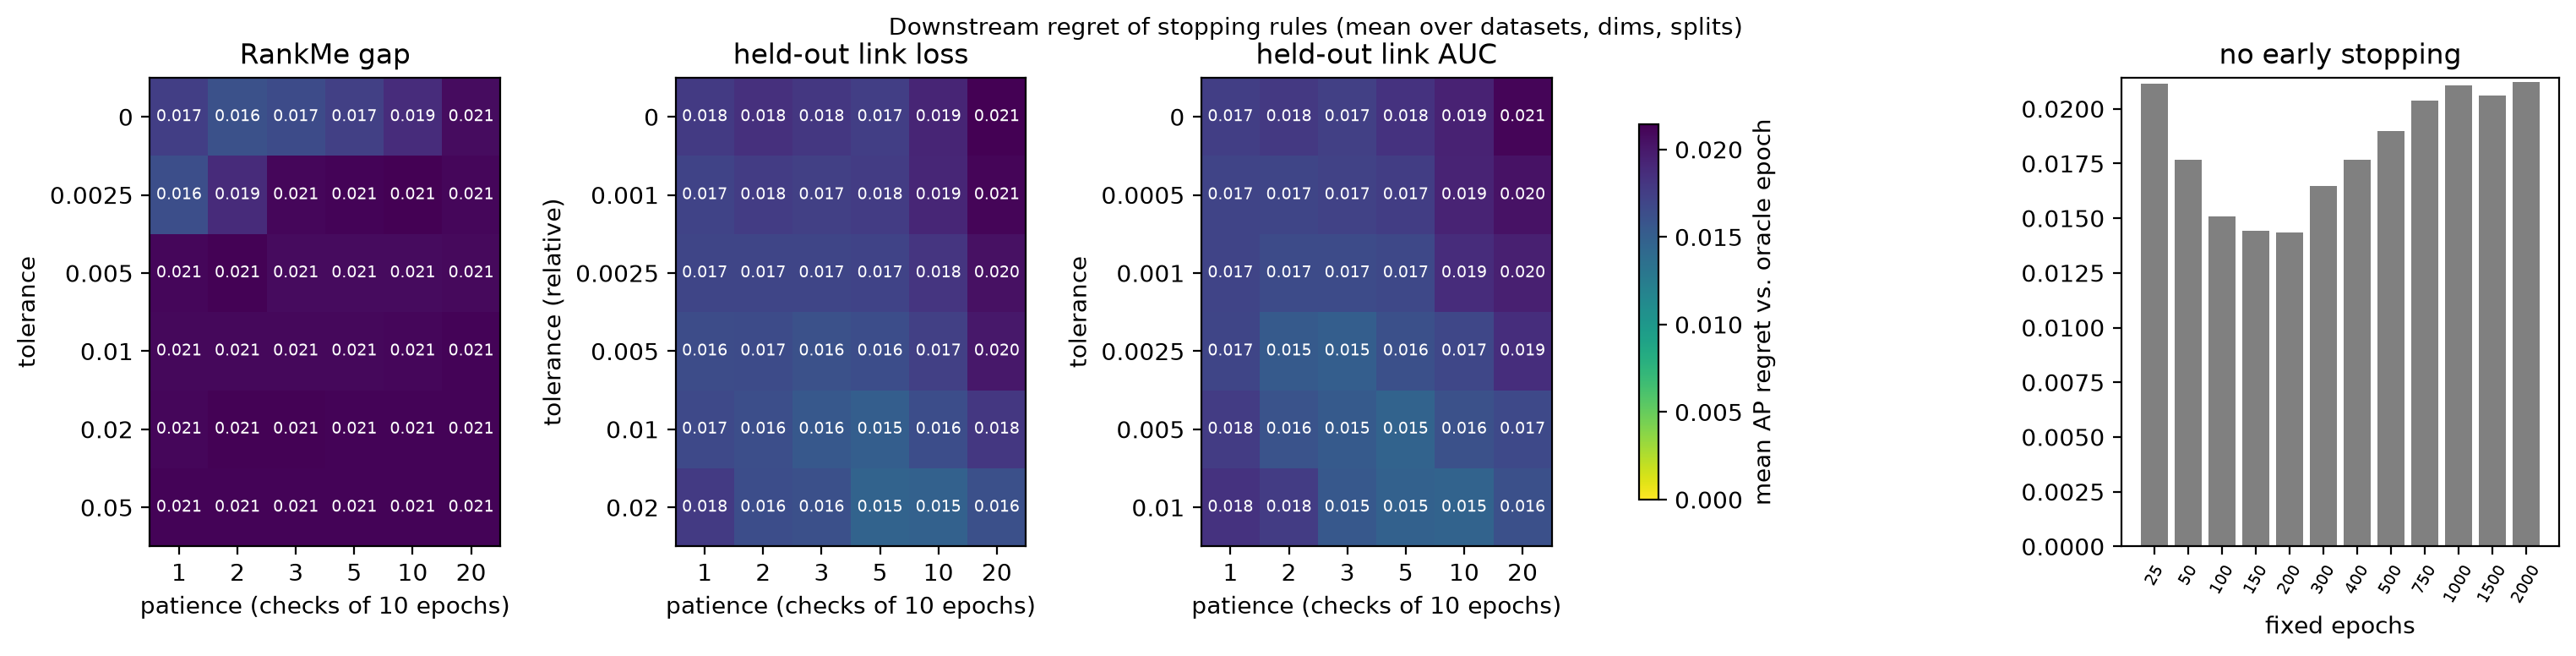 Downstream regret of stopping rules (mean over datasets, dims, splits)
RankMe gap
tolerance
0 0.017 0.016 0.017 0.017 0.019 0.021
0.0025 0.016 0.019 0.021 0.021 0.021 0.021
0.005 0.021 0.021 0.021 0.021 0.021 0.021
0.01 0.021 0.021 0.021 0.021 0.021 0.021
0.02 0.021 0.021 0.021 0.021 0.021 0.021
0.05 0.021 0.021 0.021 0.021 0.021 0.021
1 2 3 5 10 20
patience (checks of 10 epochs)
held-out link loss
tolerance (relative)
0 0.018 0.018 0.018 0.017 0.019 0.021
0.001 0.017 0.018 0.017 0.018 0.019 0.021
0.0025 0.017 0.017 0.017 0.017 0.018 0.020
0.005 0.016 0.017 0.016 0.016 0.017 0.020
0.01 0.017 0.016 0.016 0.015 0.016 0.018
0.02 0.018 0.016 0.016 0.015 0.015 0.016
1 2 3 5 10 20
patience (checks of 10 epochs)
held-out link AUC
tolerance
0 0.017 0.018 0.017 0.018 0.019 0.021
0.0005 0.017 0.017 0.017 0.017 0.019 0.020
0.001 0.017 0.017 0.017 0.017 0.019 0.020
0.0025 0.017 0.015 0.015 0.016 0.017 0.019
0.005 0.018 0.016 0.015 0.015 0.016 0.017
0.01 0.018 0.018 0.015 0.015 0.015 0.016
1 2 3 5 10 20
patience (checks of 10 epochs)
0.020
0.015
0.010
0.005
0.000
mean AP regret vs. oracle epoch
no early stopping
0.0200
0.0175
0.0150
0.0125
0.0100
0.0075
0.0050
0.0025
0.0000
25 50 100 150 200 300 400 500 750 1000 1500 2000
fixed epochs